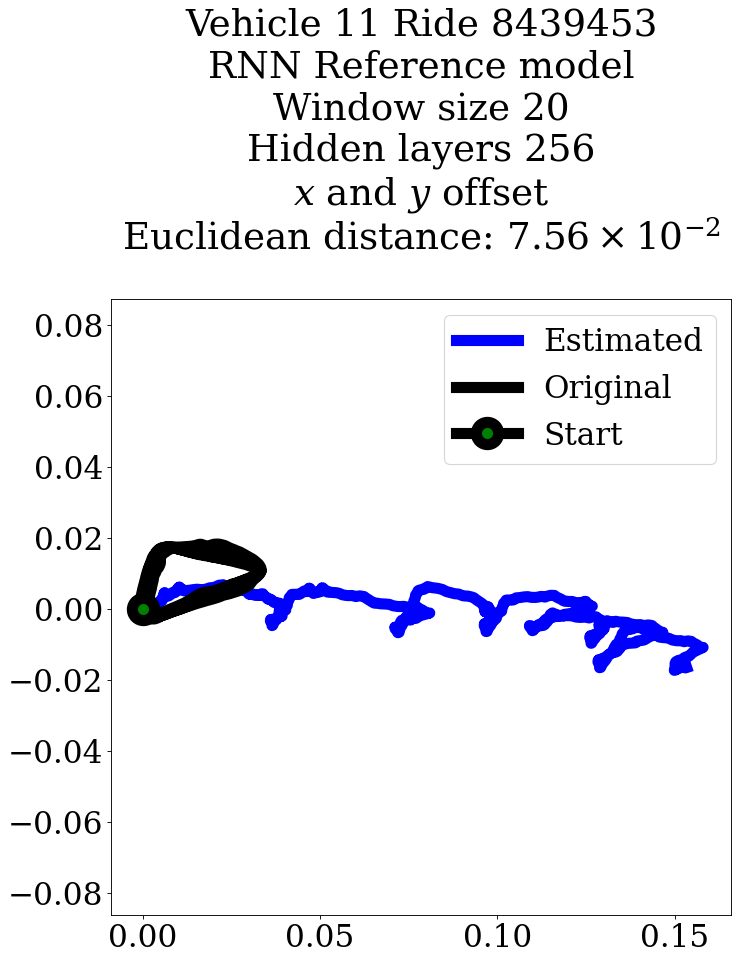 Vehicle 11 Ride 8439453
RNN Reference model
Window size 20
Hidden layers 256
x and y offset
Euclidean distance: 7.56 × 10⁻²
Estimated
Original
Start
0.08
0.06
0.04
0.02
0.00
−0.02
−0.04
−0.06
−0.08
0.00 0.05 0.10 0.15